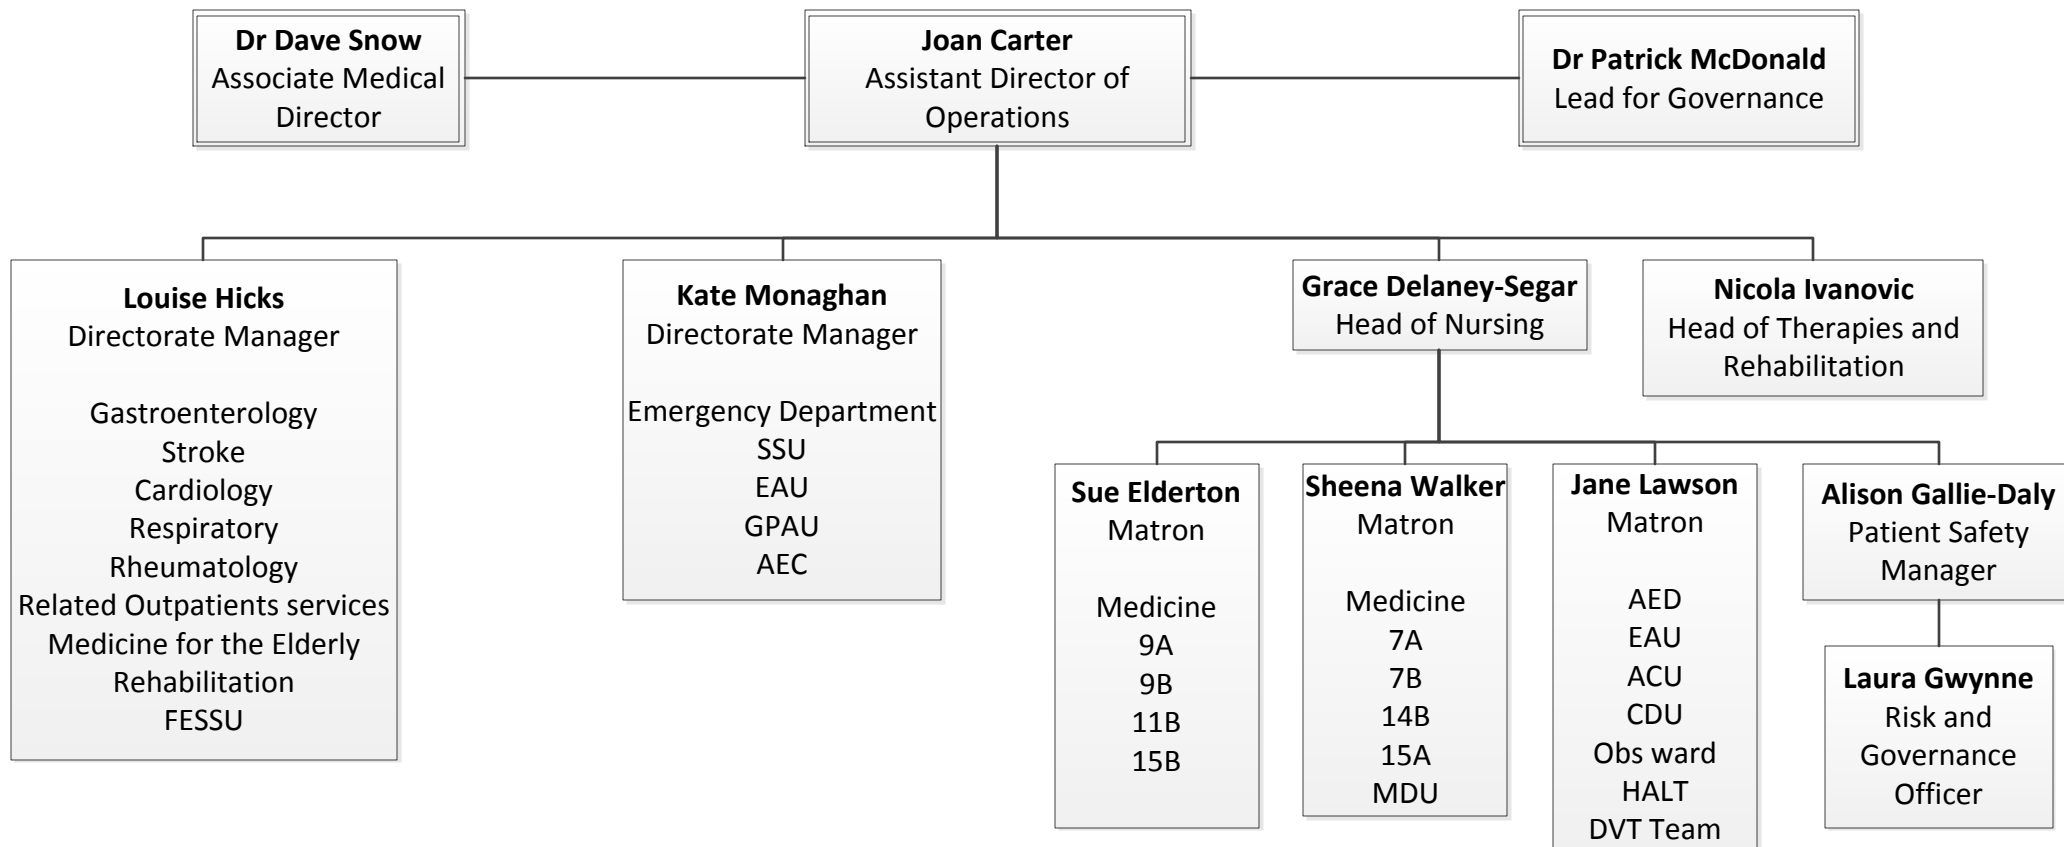 Dr Dave Snow
Associate Medical
Director
Joan Carter
Assistant Director of
Operations
Dr Patrick McDonald
Lead for Governance
Louise Hicks
Directorate Manager
Gastroenterology
Stroke
Cardiology
Respiratory
Rheumatology
Related Outpatients services
Medicine for the Elderly
Rehabilitation
FESSU
Kate Monaghan
Directorate Manager
Emergency Department
SSU
EAU
GPAU
AEC
Grace Delaney-Segar
Head of Nursing
Nicola Ivanovic
Head of Therapies and
Rehabilitation
Sue Elderton
Matron
Medicine
9A
9B
11B
15B
Sheena Walker
Matron
Medicine
7A
7B
14B
15A
MDU
Jane Lawson
Matron
AED
EAU
ACU
CDU
Obs ward
HALT
DVT Team
Alison Gallie-Daly
Patient Safety
Manager
Laura Gwynne
Risk and
Governance
Officer